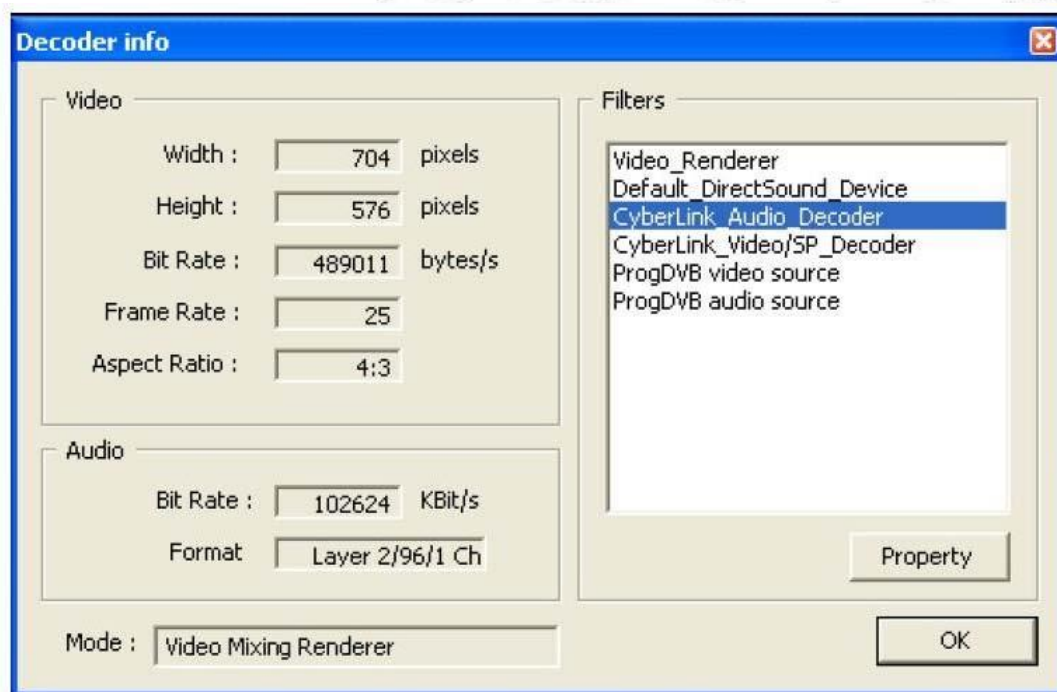 Decoder info
Video
Width : 704 pixels
Height : 576 pixels
Bit Rate : 489011 bytes/s
Frame Rate : 25
Aspect Ratio : 4:3
Audio
Bit Rate : 102624 KBit/s
Format Layer 2/96/1 Ch
Mode : Video Mixing Renderer
Filters
Video_Renderer
Default_DirectSound_Device
CyberLink_Audio_Decoder
CyberLink_Video/SP_Decoder
ProgDVB video source
ProgDVB audio source
Property
OK